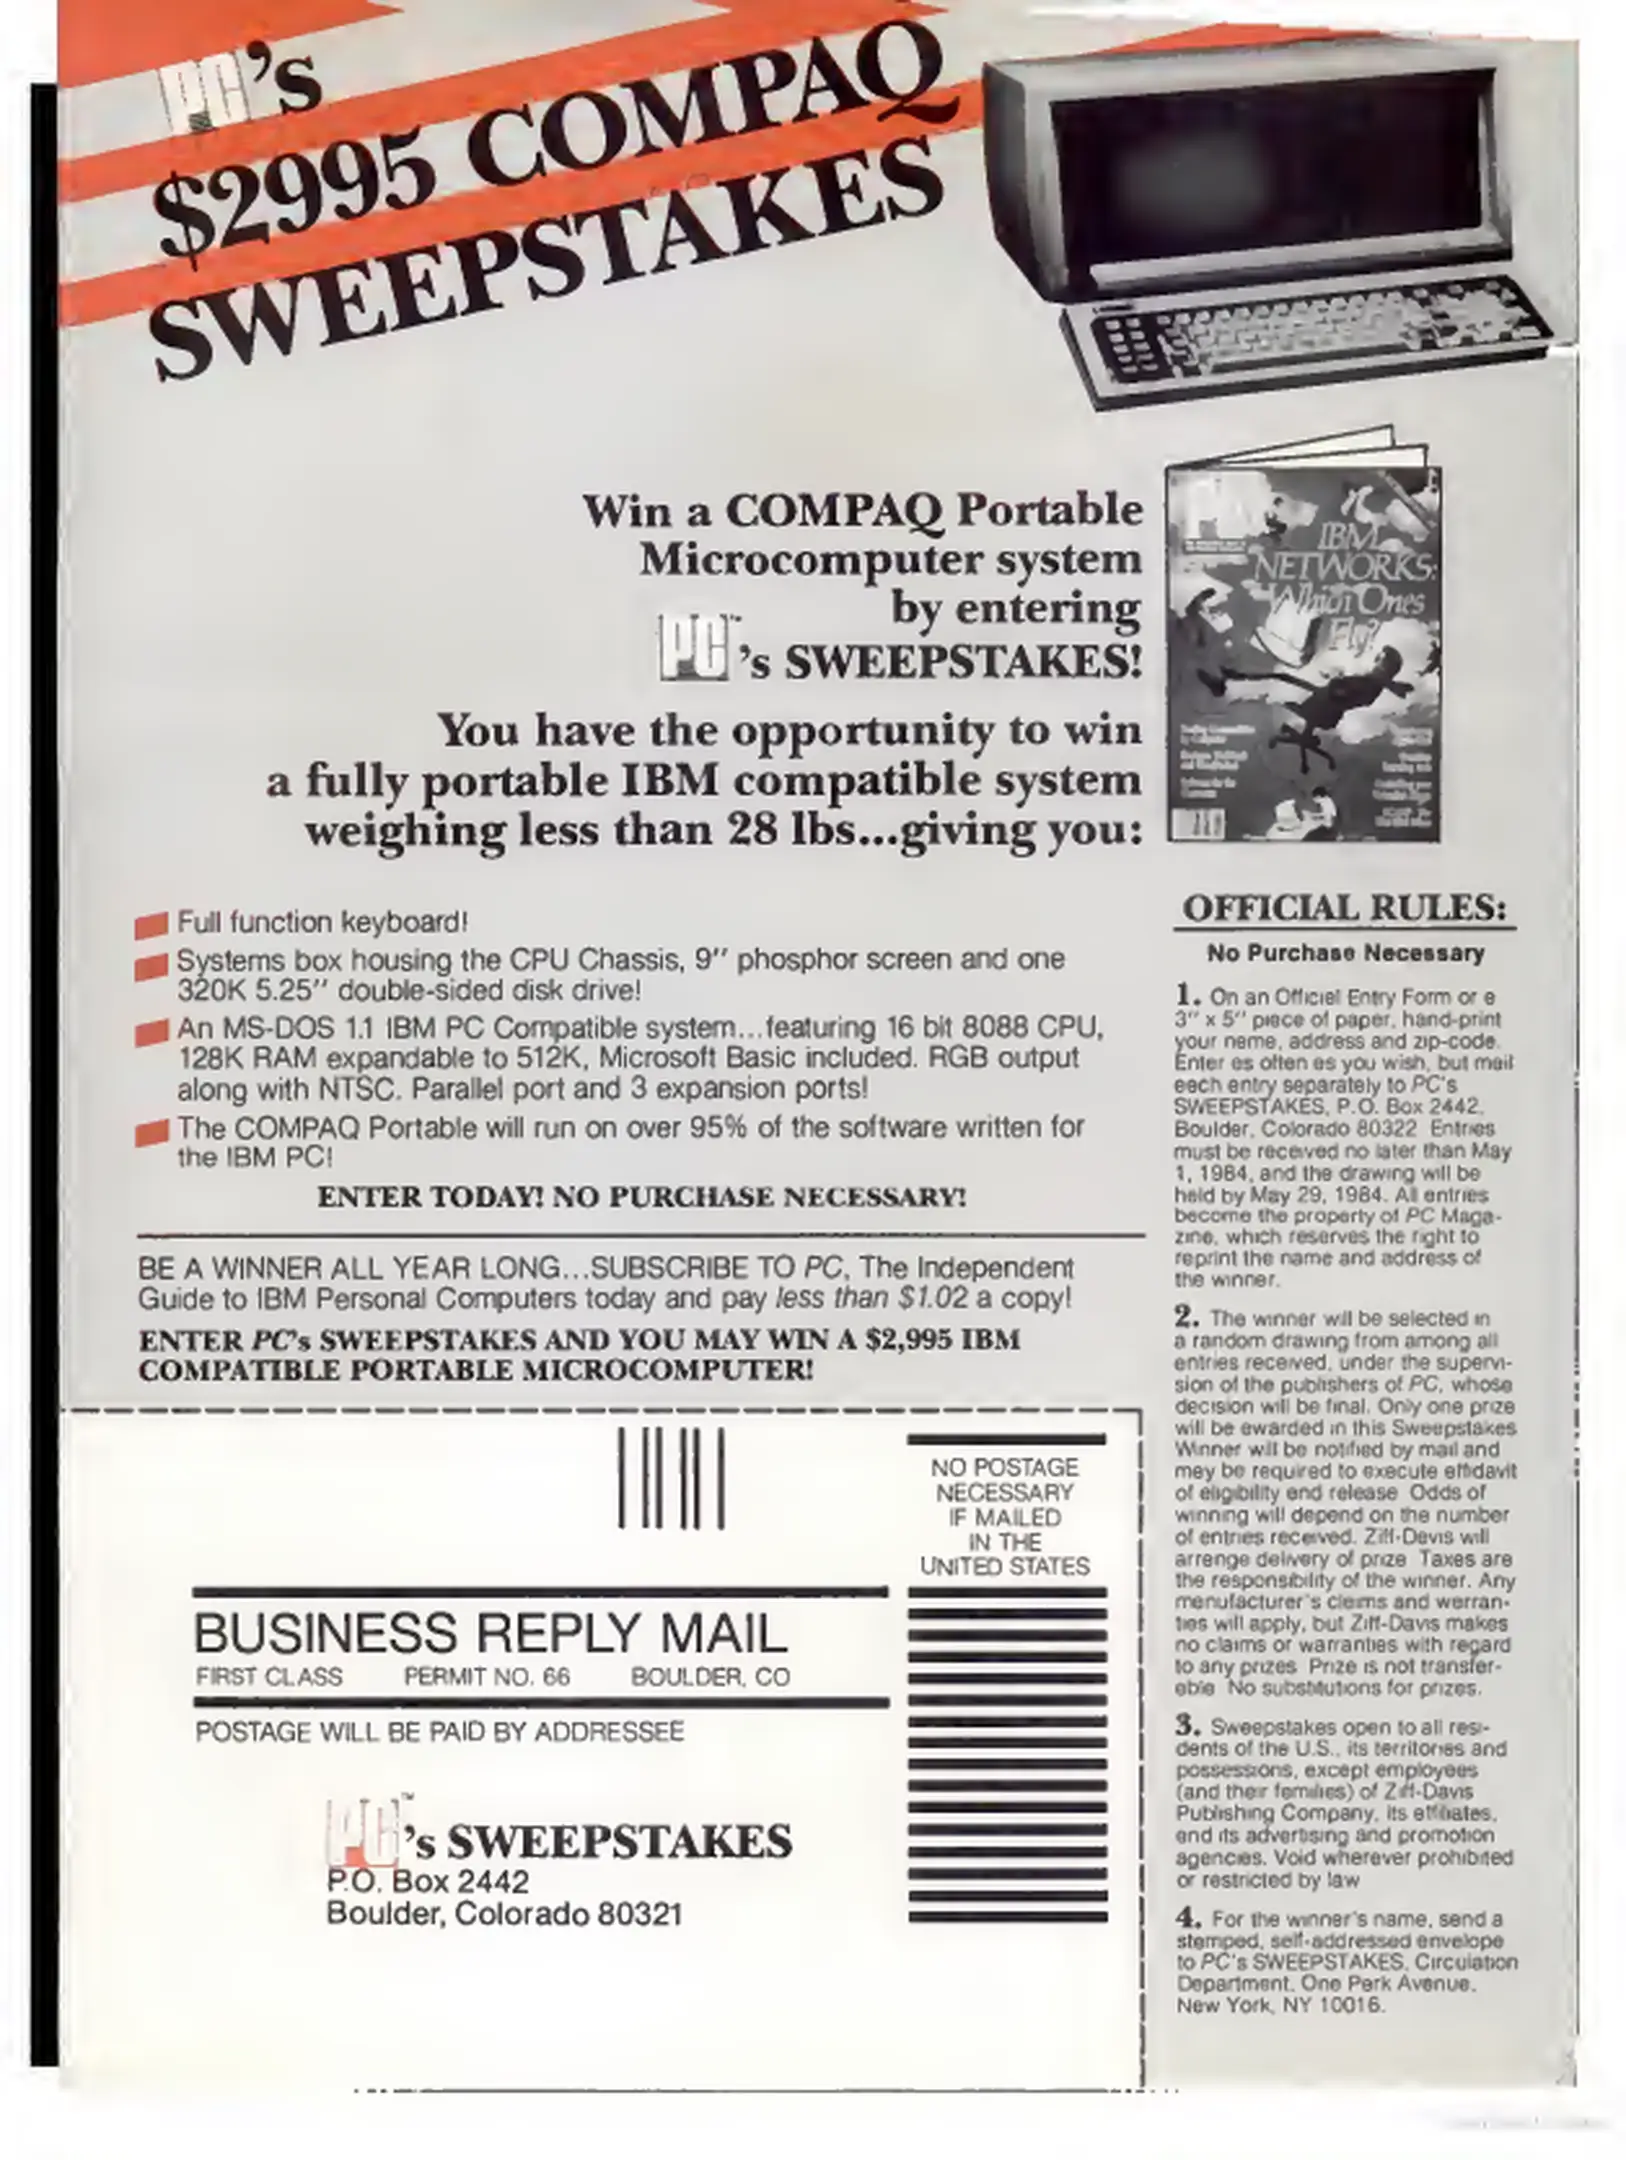 PC's
$2995 COMPAQ
SWEEPSTAKES
Win a COMPAQ Portable
Microcomputer system
by entering
PC™'s SWEEPSTAKES!
You have the opportunity to win
a fully portable IBM compatible system
weighing less than 28 lbs...giving you:
IBM
NETWORKS:
Which Ones
Fly?
Full function keyboard!
Systems box housing the CPU Chassis, 9" phosphor screen and one
320K 5.25" double-sided disk drive!
An MS-DOS 1.1 IBM PC Compatible system...featuring 16 bit 8088 CPU,
128K RAM expandable to 512K, Microsoft Basic included. RGB output
along with NTSC. Parallel port and 3 expansion ports!
The COMPAQ Portable will run on over 95% of the software written for
the IBM PC!
ENTER TODAY! NO PURCHASE NECESSARY!
BE A WINNER ALL YEAR LONG...SUBSCRIBE TO PC, The Independent
Guide to IBM Personal Computers today and pay less than $1.02 a copy!
ENTER PC's SWEEPSTAKES AND YOU MAY WIN A $2,995 IBM
COMPATIBLE PORTABLE MICROCOMPUTER!
NO POSTAGE
NECESSARY
IF MAILED
IN THE
UNITED STATES
BUSINESS REPLY MAIL
FIRST CLASS PERMIT NO. 66 BOULDER, CO
POSTAGE WILL BE PAID BY ADDRESSEE
PC™'s SWEEPSTAKES
P.O. Box 2442
Boulder, Colorado 80321
OFFICIAL RULES:
No Purchase Necessary
1. On an Official Entry Form or a
3" x 5" piece of paper, hand-print
your name, address and zip-code.
Enter as often as you wish, but mail
each entry separately to PC's
SWEEPSTAKES, P.O. Box 2442,
Boulder, Colorado 80322 Entries
must be received no later than May
1, 1984, and the drawing will be
held by May 29, 1984. All entries
become the property of PC Maga-
zine, which reserves the right to
reprint the name and address of
the winner.
2. The winner will be selected in
a random drawing from among all
entries received, under the supervi-
sion of the publishers of PC, whose
decision will be final. Only one prize
will be awarded in this Sweepstakes
Winner will be notified by mail and
may be required to execute affidavit
of eligibility and release Odds of
winning will depend on the number
of entries received. Ziff-Davis will
arrange delivery of prize Taxes are
the responsibility of the winner. Any
manufacturer's claims and warran-
ties will apply, but Ziff-Davis makes
no claims or warranties with regard
to any prizes Prize is not transfer-
able No substitutions for prizes.
3. Sweepstakes open to all resi-
dents of the U.S., its territories and
possessions, except employees
(and their families) of Ziff-Davis
Publishing Company, its affiliates,
and its advertising and promotion
agencies. Void wherever prohibited
or restricted by law
4. For the winner's name, send a
stamped, self-addressed envelope
to PC's SWEEPSTAKES, Circulation
Department, One Park Avenue,
New York, NY 10016.